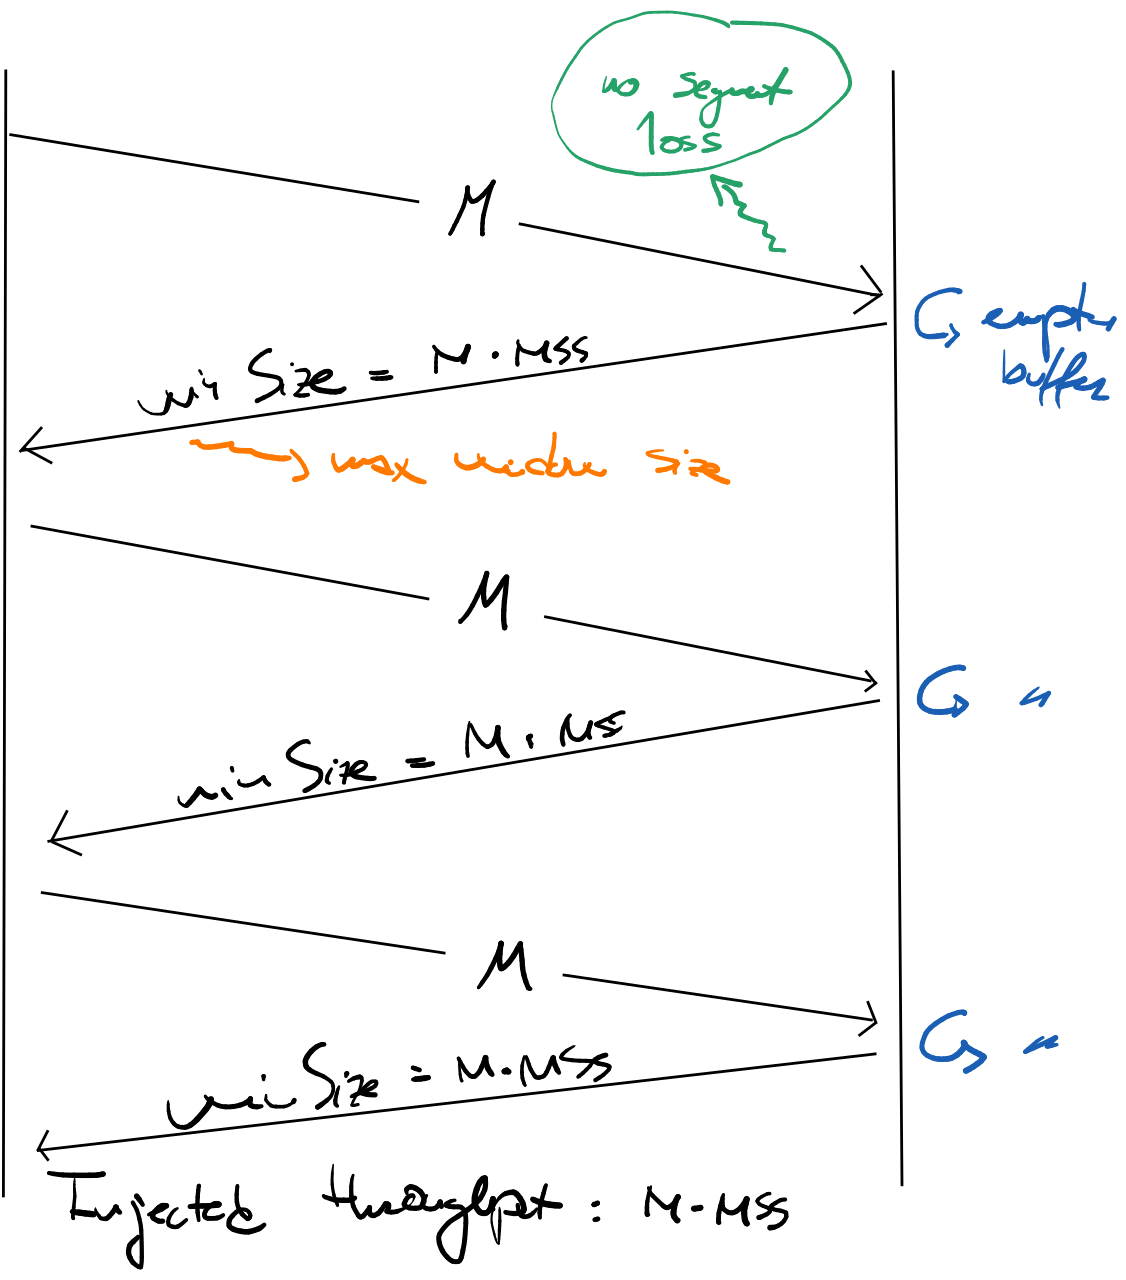 no segment
loss
M
empty
buffer
win Size = M · MSS
max window size
M
"
win Size = M · MS
M
"
win Size = M · MSS
Injected throughput : M · MSS